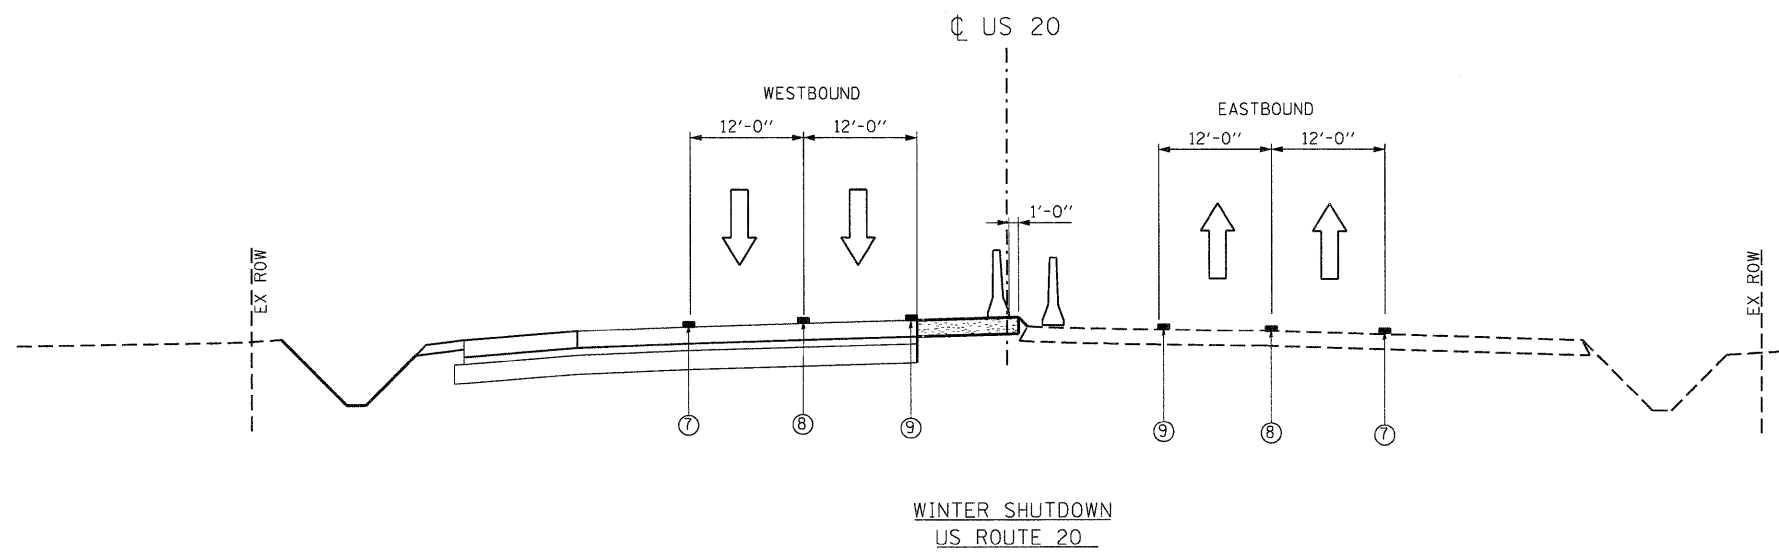 ℄ US 20
WESTBOUND
EASTBOUND
12'-0" 12'-0"
12'-0" 12'-0"
1'-0"
EX ROW
EX ROW
7 8 9 9 8 7
WINTER SHUTDOWN
US ROUTE 20